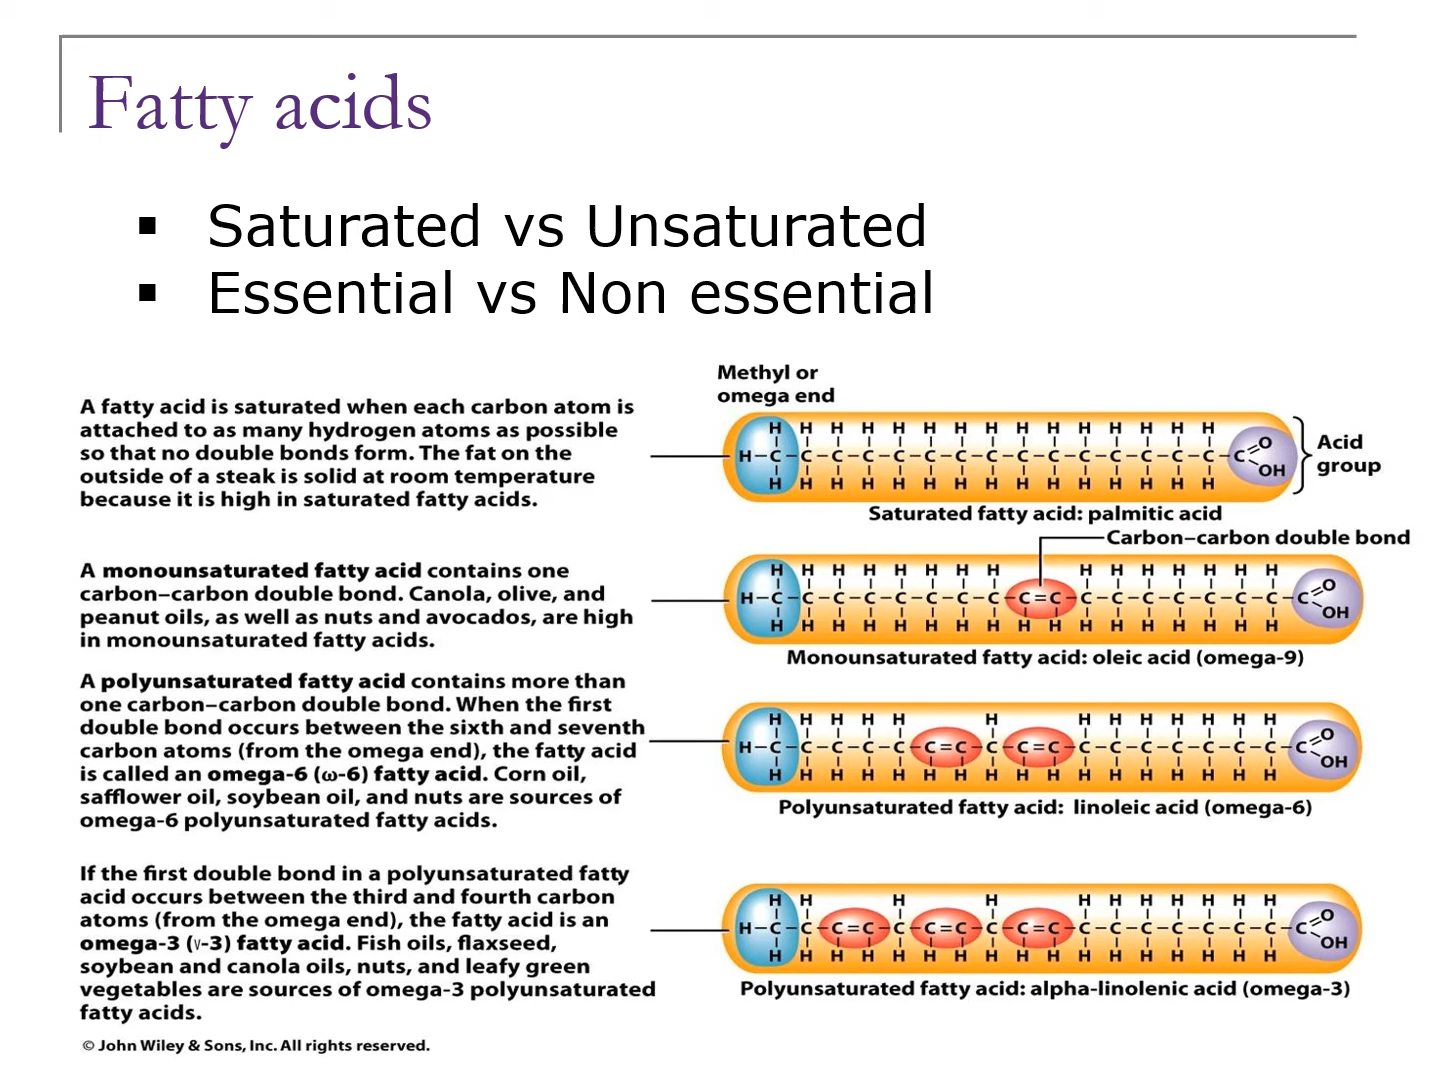 Fatty acids
▪ Saturated vs Unsaturated
▪ Essential vs Non essential
A fatty acid is saturated when each carbon atom is
attached to as many hydrogen atoms as possible
so that no double bonds form. The fat on the
outside of a steak is solid at room temperature
because it is high in saturated fatty acids.
Methyl or
omega end
H H H H H H H H H H H H H H H
H-C-C-C-C-C-C-C-C-C-C-C-C-C-C-C-C O
OH
H H H H H H H H H H H H H H H
Acid
group
Saturated fatty acid: palmitic acid
Carbon–carbon double bond
A monounsaturated fatty acid contains one
carbon–carbon double bond. Canola, olive, and
peanut oils, as well as nuts and avocados, are high
in monounsaturated fatty acids.
H H H H H H H H H H H H H H H
H-C-C-C-C-C-C-C-C-C=C-C-C-C-C-C-C-C-C O
OH
H H H H H H H H H H H H H H H H H
Monounsaturated fatty acid: oleic acid (omega-9)
A polyunsaturated fatty acid contains more than
one carbon–carbon double bond. When the first
double bond occurs between the sixth and seventh
carbon atoms (from the omega end), the fatty acid
is called an omega-6 (ω-6) fatty acid. Corn oil,
safflower oil, soybean oil, and nuts are sources of
omega-6 polyunsaturated fatty acids.
H H H H H H H H H H H H H
H-C-C-C-C-C-C=C-C-C=C-C-C-C-C-C-C-C-C O
OH
H H H H H H H H H H H H H H H H H
Polyunsaturated fatty acid: linoleic acid (omega-6)
If the first double bond in a polyunsaturated fatty
acid occurs between the third and fourth carbon
atoms (from the omega end), the fatty acid is an
omega-3 (√-3) fatty acid. Fish oils, flaxseed,
soybean and canola oils, nuts, and leafy green
vegetables are sources of omega-3 polyunsaturated
fatty acids.
H H H H H H H H H H H
H-C-C-C=C-C-C=C-C-C=C-C-C-C-C-C-C-C-C O
OH
H H H H H H H H H H H H H H H H H
Polyunsaturated fatty acid: alpha-linolenic acid (omega-3)
© John Wiley & Sons, Inc. All rights reserved.